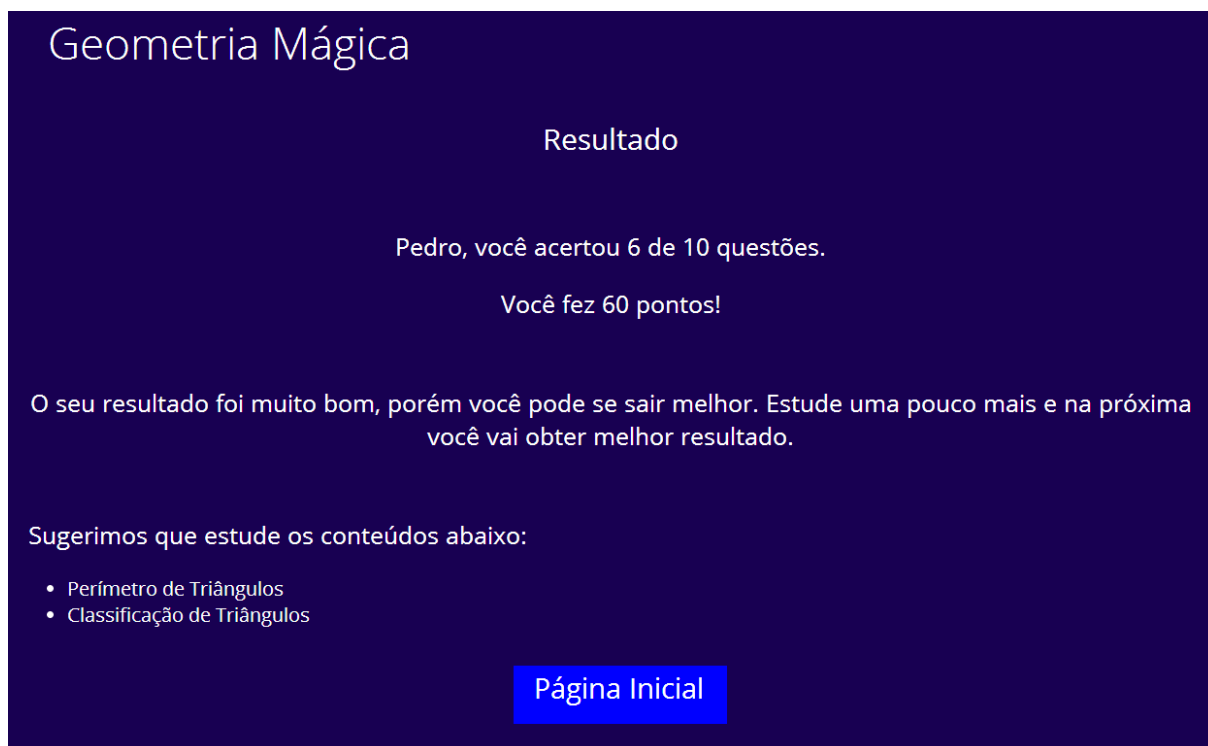 Geometria Mágica
Resultado
Pedro, você acertou 6 de 10 questões.
Você fez 60 pontos!
O seu resultado foi muito bom, porém você pode se sair melhor. Estude uma pouco mais e na próxima
você vai obter melhor resultado.
Sugerimos que estude os conteúdos abaixo:
• Perímetro de Triângulos
• Classificação de Triângulos
Página Inicial